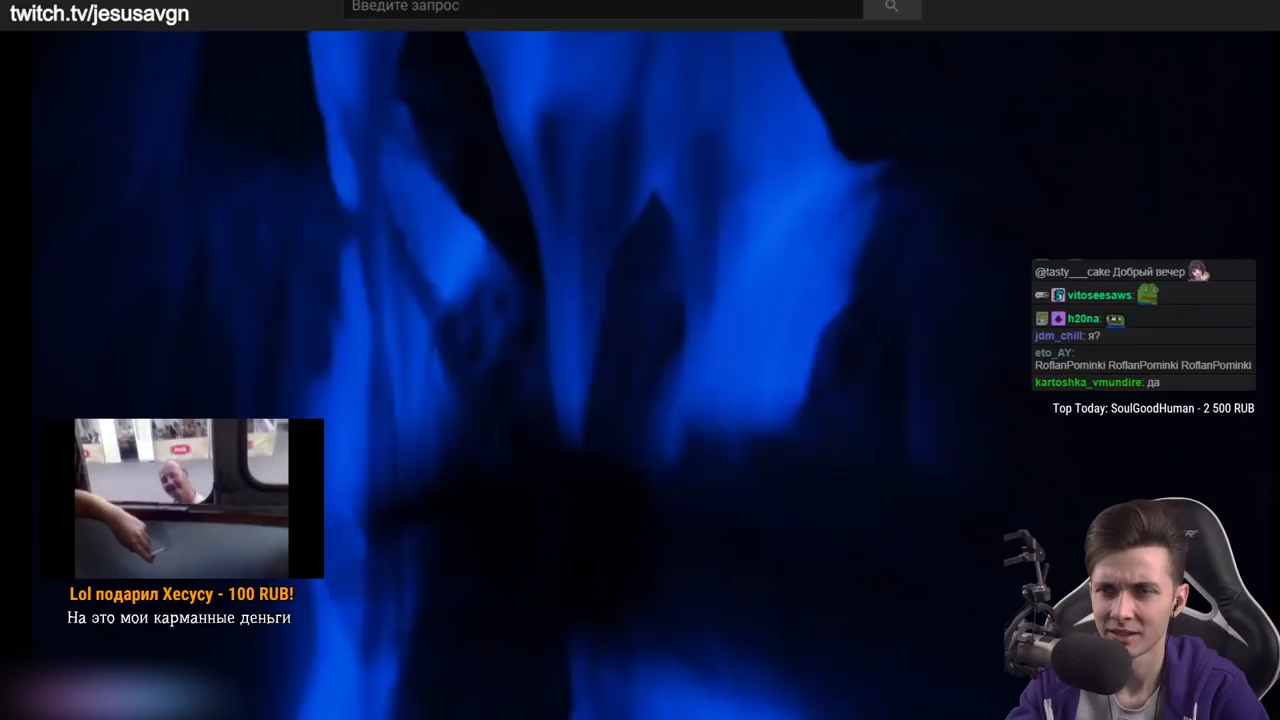 twitch.tv/jesusavgn
Введите запрос
@tasty___cake Добрый вечер
vitoseesaws:
h20na:
jdm_chill: я?
eto_AY:
RoflanPominki RoflanPominki RoflanPominki
kartoshka_vmundire: да
Top Today: SoulGoodHuman - 2 500 RUB
Lol подарил Хесусу - 100 RUB!
На это мои карманные деньги